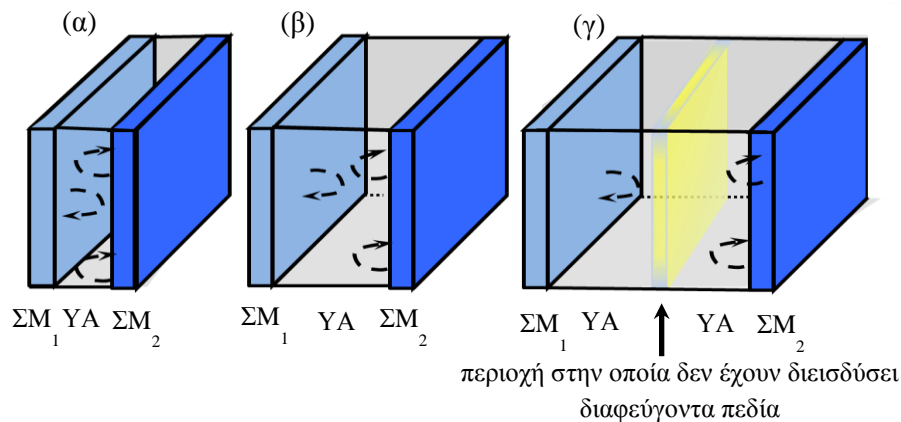 (α) (β) (γ)
ΣΜ1 ΥΑ ΣΜ2 ΣΜ1 ΥΑ ΣΜ2 ΣΜ1 ΥΑ ΥΑ ΣΜ2
περιοχή στην οποία δεν έχουν διεισδύσει
διαφεύγοντα πεδία